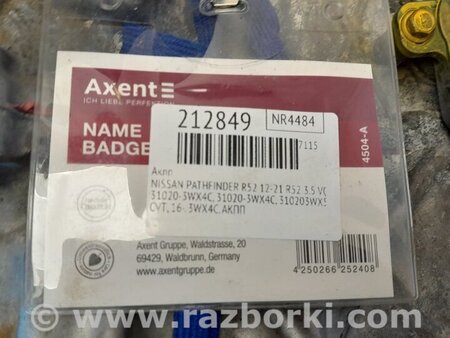 Axent
ICH LIEBE PERFEKTION
NAME
BADGE
4504-A
212849
NR4484
7115
Акпп
NISSAN PATHFINDER R52 12-21 R52 3.5 VQ
31020-3WX4C, 31020-3WX4C, 310203WX
CVT, 16- 3WX4C, АКПП
Axent Gruppe, Waldstrasse, 20
69429, Waldbrunn, Germany
www.axentgruppe.de
4 250266 252408
www.razborki.com